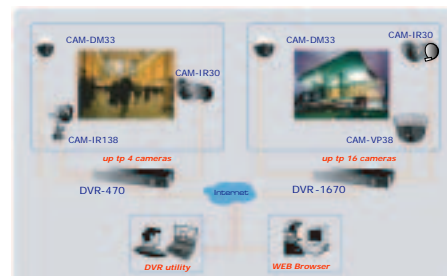 CAM-DM33
CAM-IR30
CAM-IR138
up tp 4 cameras
DVR-470
CAM-DM33
CAM-IR30
CAM-VP38
up tp 16 cameras
DVR-1670
Internet
DVR utility
WEB Browser